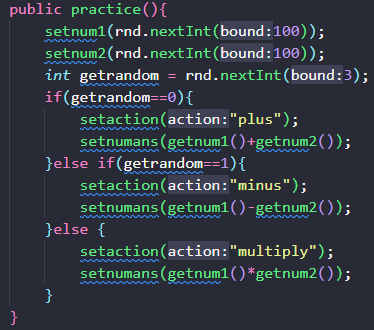 public practice(){
setnum1(rnd.nextInt(bound:100));
setnum2(rnd.nextInt(bound:100));
int getrandom = rnd.nextInt(bound:3);
if(getrandom==0){
setaction(action:"plus");
setnumans(getnum1()+getnum2());
}else if(getrandom==1){
setaction(action:"minus");
setnumans(getnum1()-getnum2());
}else {
setaction(action:"multiply");
setnumans(getnum1()*getnum2());
}
}